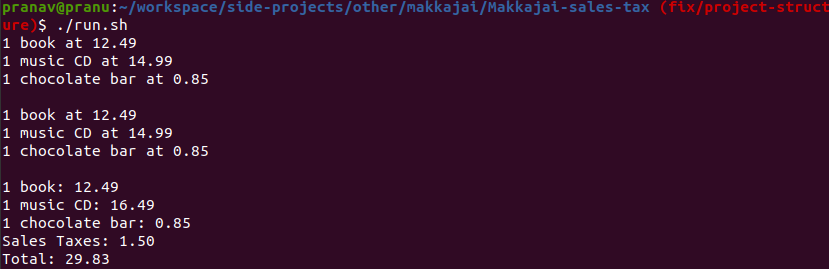 pranav@pranu:~/workspace/side-projects/other/makkajai/Makkajai-sales-tax (fix/project-struct
ure)$ ./run.sh
1 book at 12.49
1 music CD at 14.99
1 chocolate bar at 0.85

1 book at 12.49
1 music CD at 14.99
1 chocolate bar at 0.85

1 book: 12.49
1 music CD: 16.49
1 chocolate bar: 0.85
Sales Taxes: 1.50
Total: 29.83